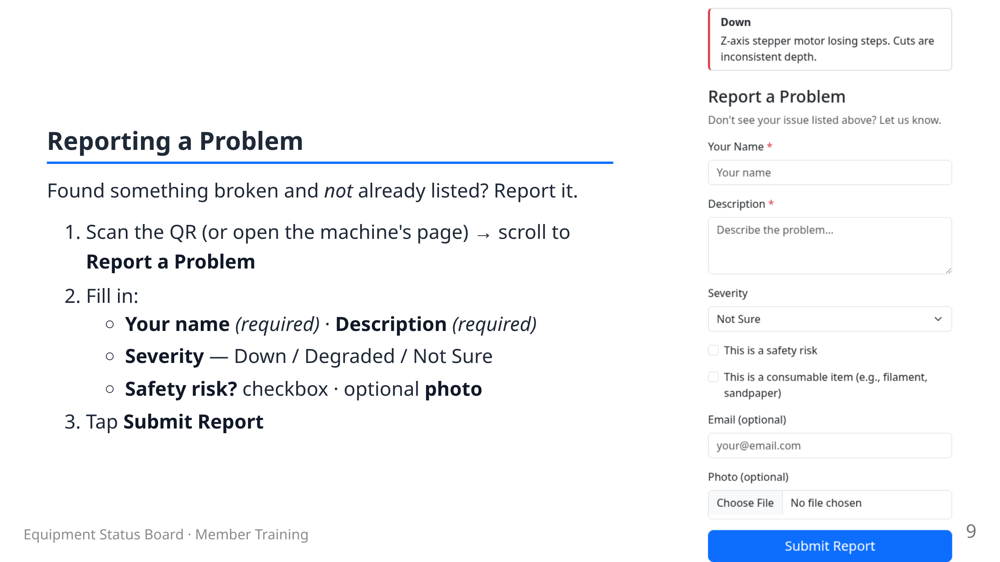 Reporting a Problem
Found something broken and not already listed? Report it.
1. Scan the QR (or open the machine's page) → scroll to
Report a Problem
2. Fill in:
○ Your name (required) · Description (required)
○ Severity — Down / Degraded / Not Sure
○ Safety risk? checkbox · optional photo
3. Tap Submit Report
Down
Z-axis stepper motor losing steps. Cuts are
inconsistent depth.
Report a Problem
Don't see your issue listed above? Let us know.
Your Name *
Your name
Description *
Describe the problem...
Severity
Not Sure
This is a safety risk
This is a consumable item (e.g., filament,
sandpaper)
Email (optional)
your@email.com
Photo (optional)
Choose File No file chosen
Submit Report
Equipment Status Board · Member Training
9